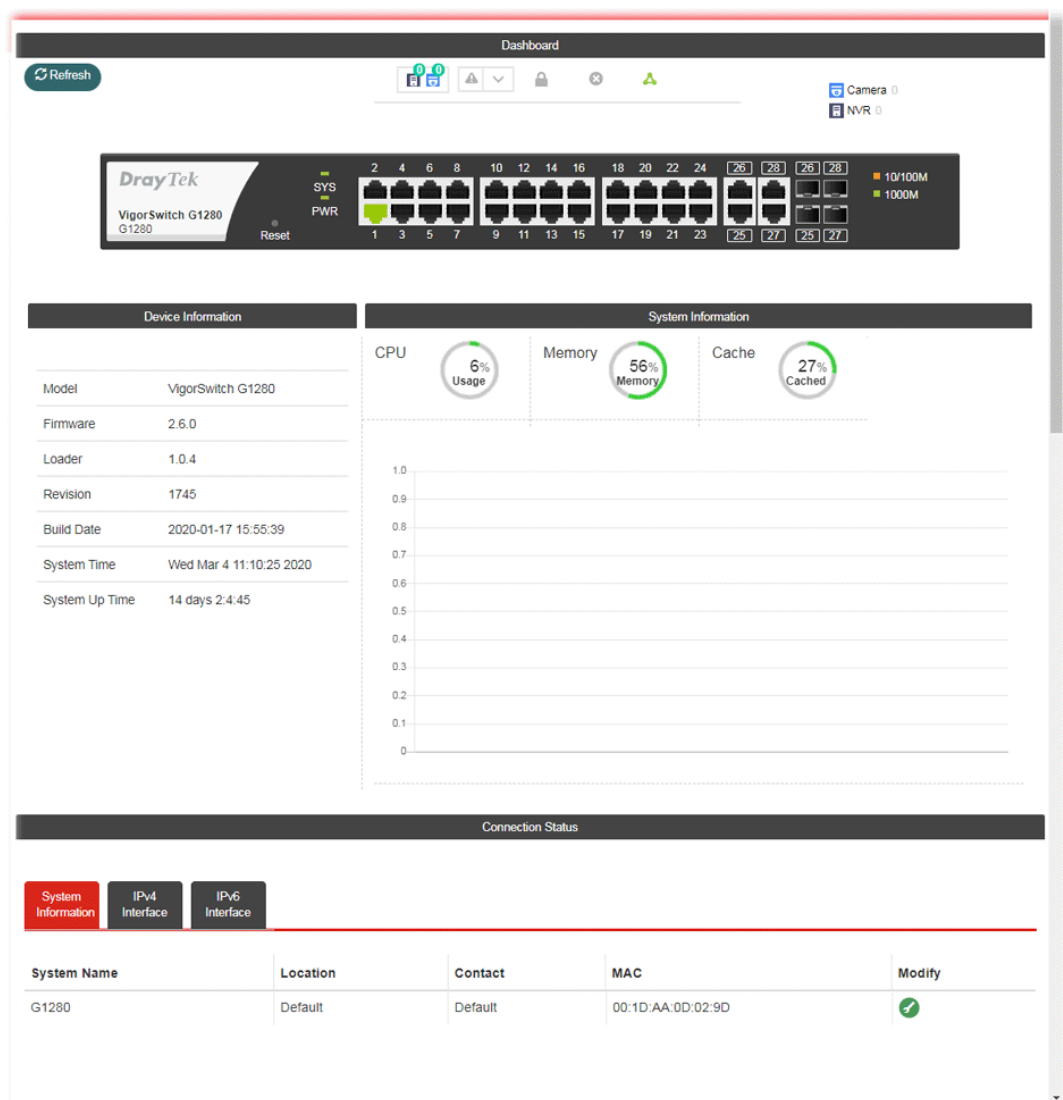 Dashboard
Refresh
0 0
Camera 0
NVR 0
DrayTek
VigorSwitch G1280
G1280
Reset
SYS
PWR
2 4 6 8 10 12 14 16 18 20 22 24 26 28 26 28
1 3 5 7 9 11 13 15 17 19 21 23 25 27 25 27
10/100M
1000M
Device Information
Model VigorSwitch G1280
Firmware 2.6.0
Loader 1.0.4
Revision 1745
Build Date 2020-01-17 15:55:39
System Time Wed Mar 4 11:10:25 2020
System Up Time 14 days 2:4:45
System Information
CPU 6% Usage
Memory 56% Memory
Cache 27% Cached
1.0
0.9
0.8
0.7
0.6
0.5
0.4
0.3
0.2
0.1
0
Connection Status
System Information
IPv4 Interface
IPv6 Interface
System Name Location Contact MAC Modify
G1280 Default Default 00:1D:AA:0D:02:9D